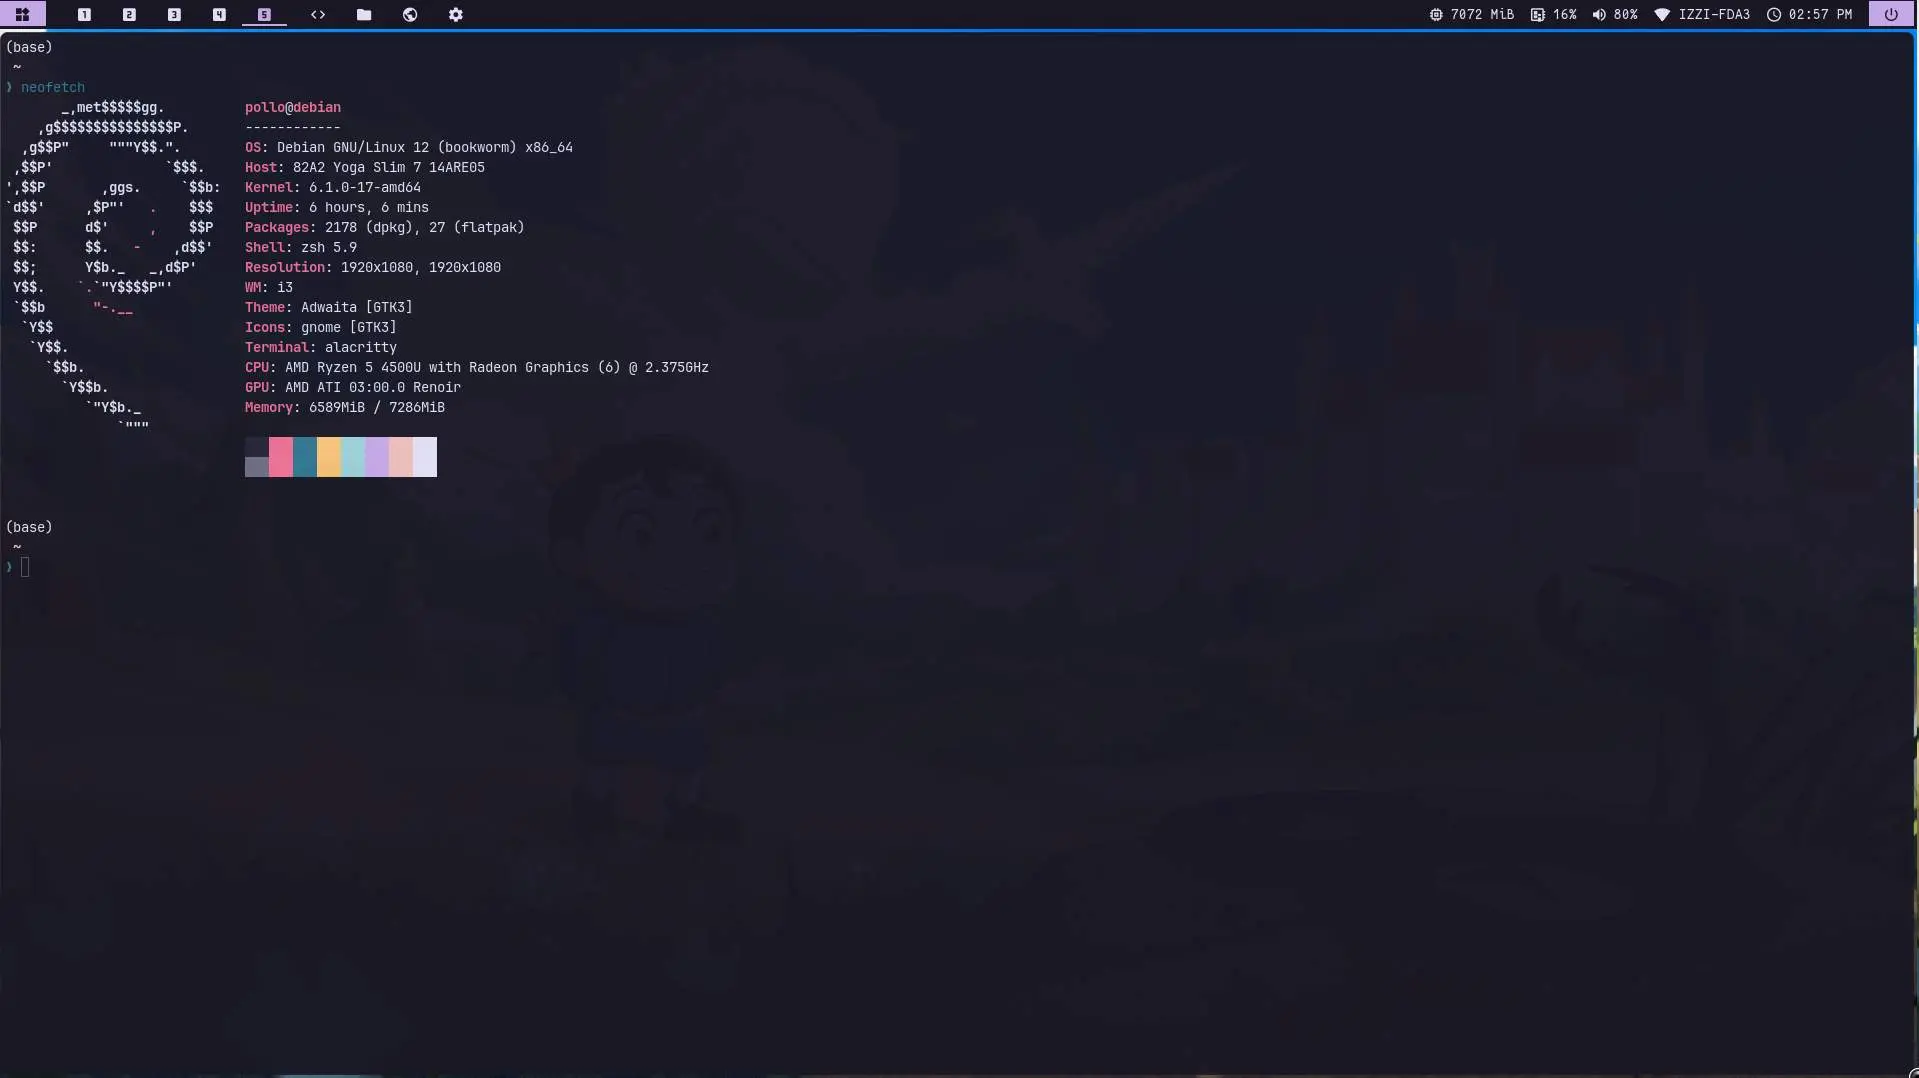 1 2 3 4 5 <> 7072 MiB 16% 80% IZZI-FDA3 02:57 PM
(base)
~
❯ neofetch
_,met$$$$$gg.
,g$$$$$$$$$$$$$$$P.
,g$$P"     """Y$$.".
,$$P'              `$$$.
',$$P       ,ggs.     `$$b:
`d$$'     ,$P"'   .    $$$
$$P      d$'     ,    $$P
$$:      $$.   -    ,d$$'
$$;      Y$b._   _,d$P'
Y$$.    `.`"Y$$$$P"'
`$$b      "-.__
`Y$$
`Y$$.
`$$b.
`Y$$b.
`"Y$b._
`"""
pollo@debian
------------
OS: Debian GNU/Linux 12 (bookworm) x86_64
Host: 82A2 Yoga Slim 7 14ARE05
Kernel: 6.1.0-17-amd64
Uptime: 6 hours, 6 mins
Packages: 2178 (dpkg), 27 (flatpak)
Shell: zsh 5.9
Resolution: 1920x1080, 1920x1080
WM: i3
Theme: Adwaita [GTK3]
Icons: gnome [GTK3]
Terminal: alacritty
CPU: AMD Ryzen 5 4500U with Radeon Graphics (6) @ 2.375GHz
GPU: AMD ATI 03:00.0 Renoir
Memory: 6589MiB / 7286MiB
(base)
~
❯